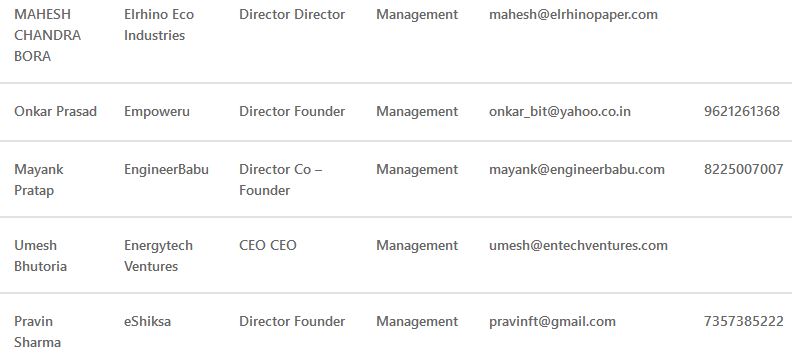 MAHESH Elrhino Eco Director Director Management mahesh@elrhinopaper.com
CHANDRA Industries
BORA
Onkar Prasad Empoweru Director Founder Management onkar_bit@yahoo.co.in 9621261368
Mayank EngineerBabu Director Co – Management mayank@engineerbabu.com 8225007007
Pratap Founder
Umesh Energytech CEO CEO Management umesh@entechventures.com
Bhutoria Ventures
Pravin eShiksa Director Founder Management pravinft@gmail.com 7357385222
Sharma